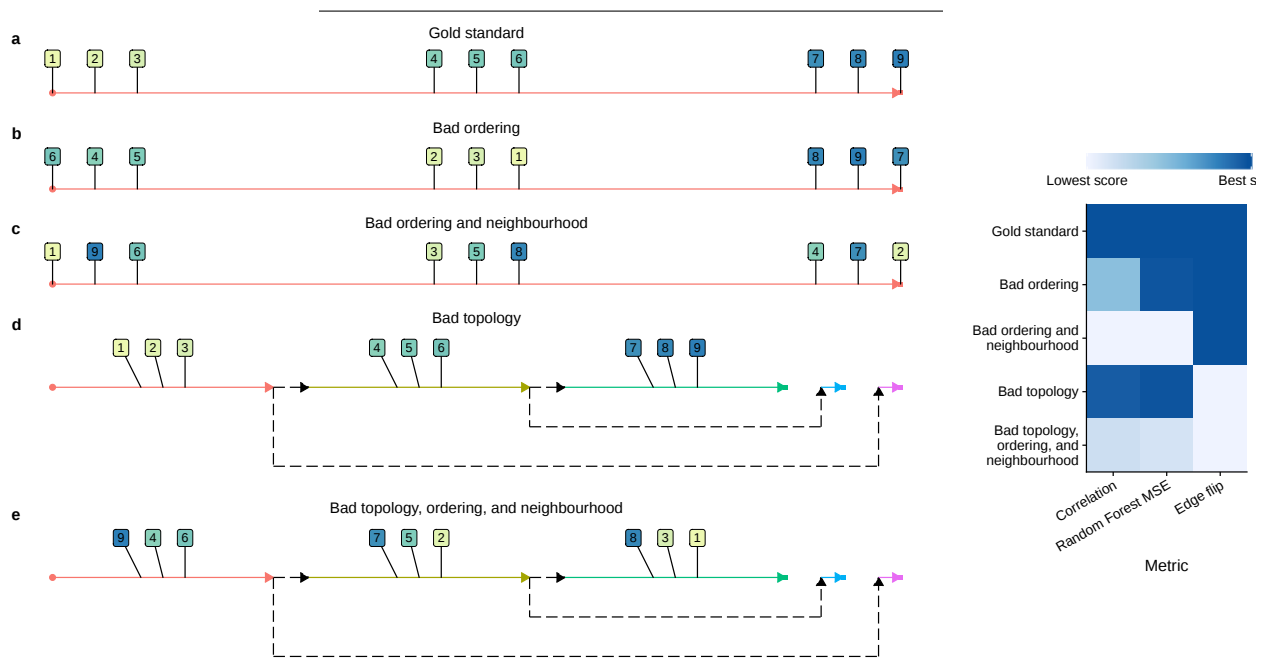 a
Gold standard
1 2 3 4 5 6 7 8 9
b
Bad ordering
6 4 5 2 3 1 8 9 7
c
Bad ordering and neighbourhood
1 9 6 3 5 8 4 7 2
d
Bad topology
1 2 3 4 5 6 7 8 9
e
Bad topology, ordering, and neighbourhood
9 4 6 7 5 2 8 3 1
Lowest score
Best s
Gold standard
Bad ordering
Bad ordering and
neighbourhood
Bad topology
Bad topology,
ordering, and
neighbourhood
Correlation
Random Forest MSE
Edge flip
Metric